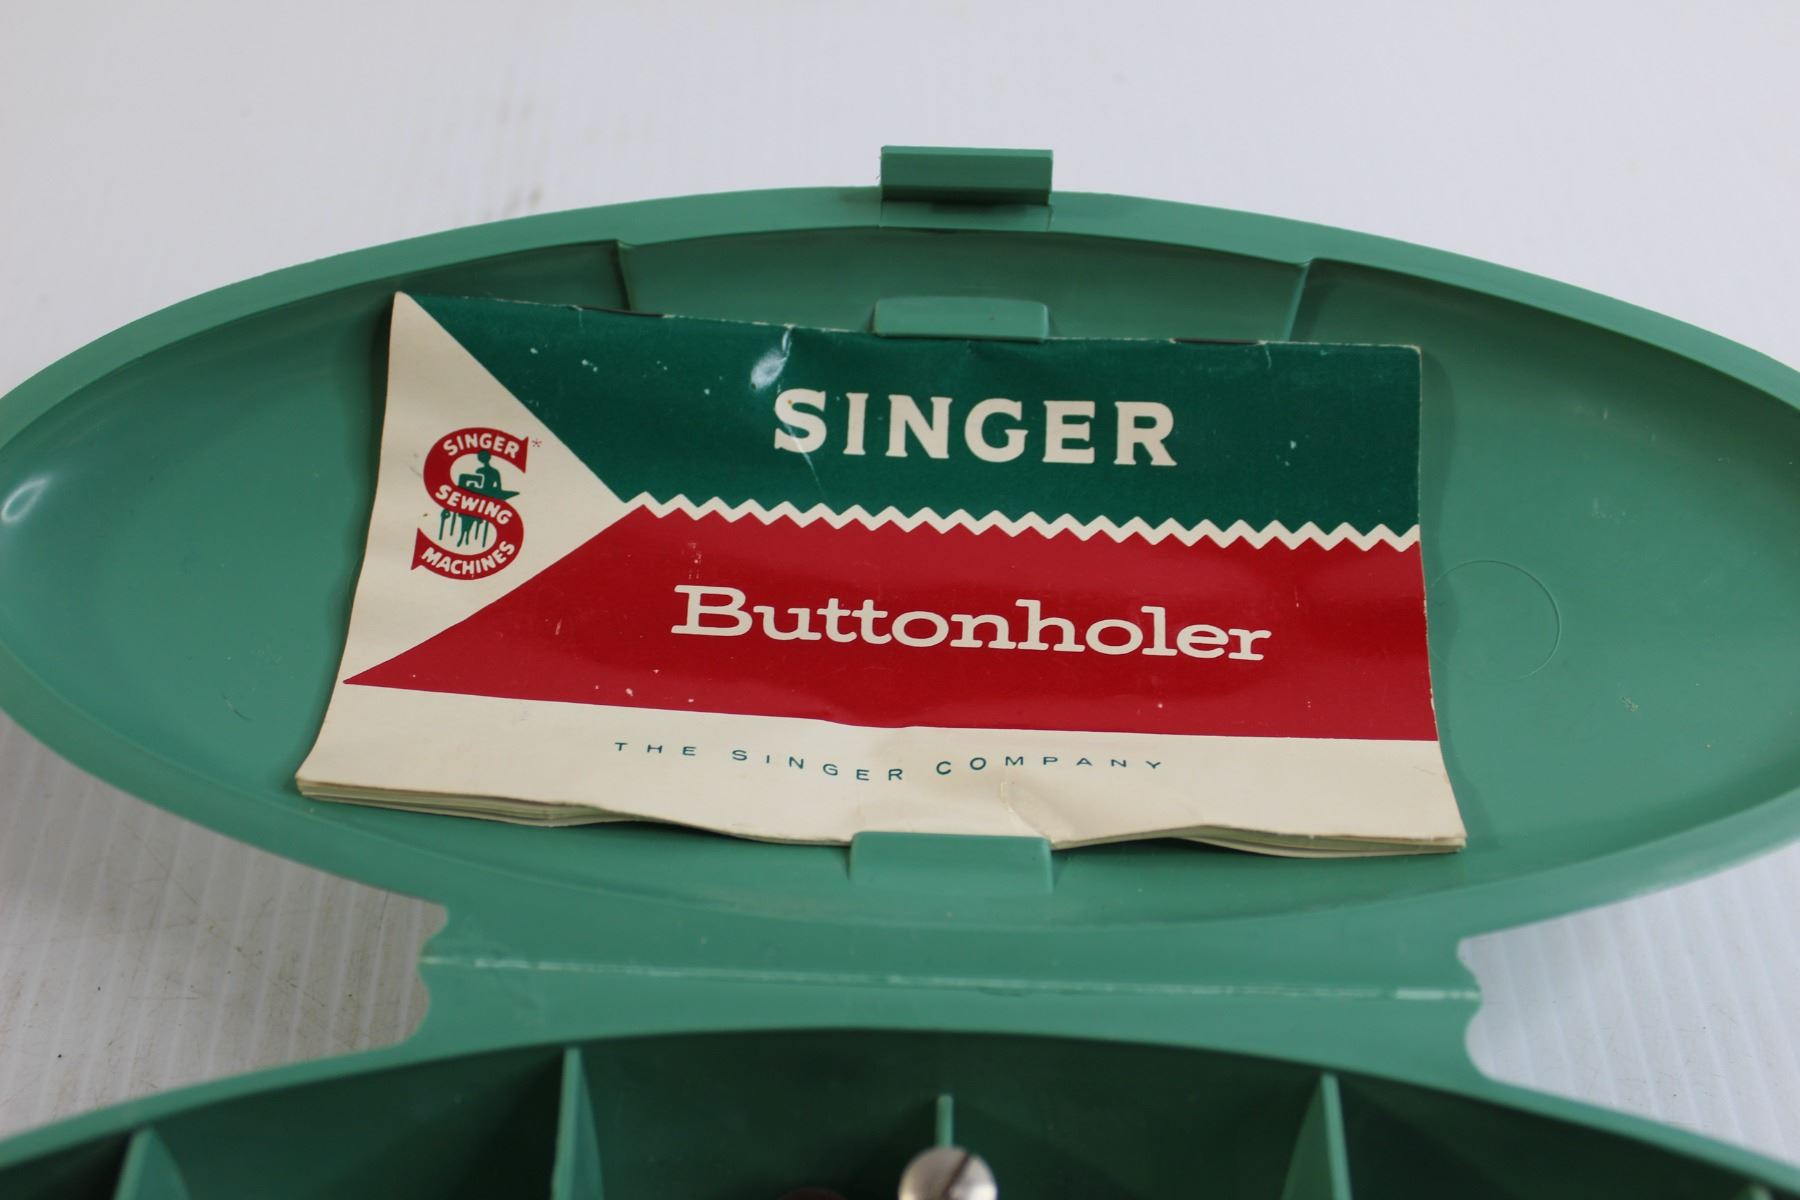 SINGER
SINGER*
SEWING
MACHINES
Buttonholer
THE SINGER COMPANY